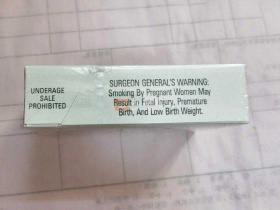 UNDERAGE
SALE
PROHIBITED
SURGEON GENERAL'S WARNING:
Smoking By Pregnant Women May
Result in Fetal Injury, Premature
Birth, And Low Birth Weight.